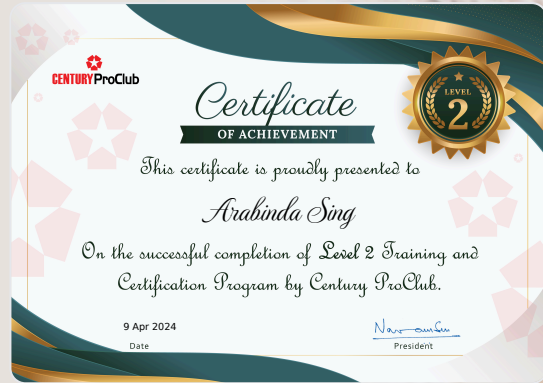 CENTURY ProClub
Certificate
OF ACHIEVEMENT
LEVEL
2
This certificate is proudly presented to
Arabinda Sing
On the successful completion of Level 2 Training and
Certification Program by Century ProClub.
9 Apr 2024
Date
President